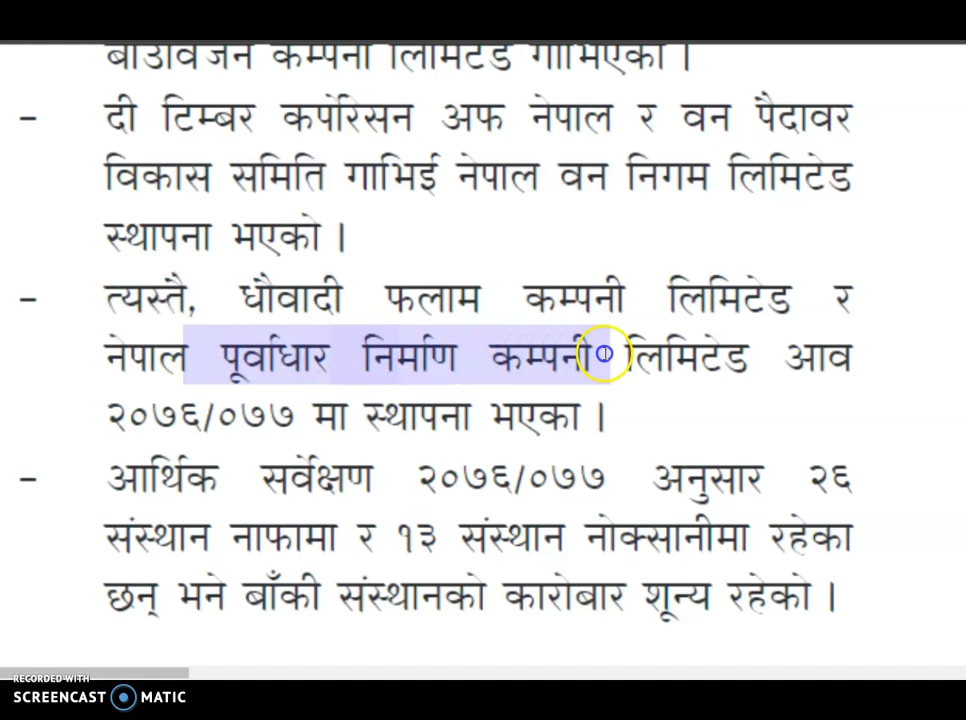 कम्पनी लिमिटेड गाभिएको ।
- दी टिम्बर कर्पोरेसन अफ नेपाल र वन पैदावर
विकास समिति गाभिई नेपाल वन निगम लिमिटेड
स्थापना भएको ।
- त्यस्तै, धौवादी फलाम कम्पनी लिमिटेड र
नेपाल पूर्वाधार निर्माण कम्पनी लिमिटेड आव
२०७६/०७७ मा स्थापना भएका ।
- आर्थिक सर्वेक्षण २०७६/०७७ अनुसार २६
संस्थान नाफामा र १३ संस्थान नोक्सानीमा रहेका
छन् भने बाँकी संस्थानको कारोबार शून्य रहेको ।
RECORDED WITH
SCREENCAST MATIC